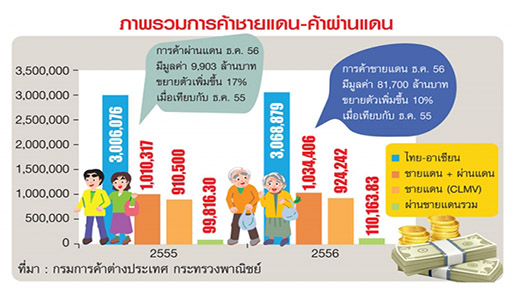 ภาพรวมการค้าชายแดน-ค้าผ่านแดน
การค้าผ่านแดน ธ.ค. 56
มีมูลค่า 9,903 ล้านบาท
ขยายตัวเพิ่มขึ้น 17%
เมื่อเทียบกับ ธ.ค. 55
การค้าชายแดน ธ.ค. 56
มีมูลค่า 81,700 ล้านบาท
ขยายตัวเพิ่มขึ้น 10%
เมื่อเทียบกับ ธ.ค. 55
3,500,000
3,000,000
2,500,000
2,000,000
1,500,000
1,000,000
500,000
0
3,006,076
1,010,317
910,500
99,816.30
3,068,879
1,034,406
924,242
110,163.83
ไทย-อาเซียน
ชายแดน + ผ่านแดน
ชายแดน (CLMV)
ผ่านชายแดนรวม
2555
2556
ที่มา : กรมการค้าต่างประเทศ กระทรวงพาณิชย์